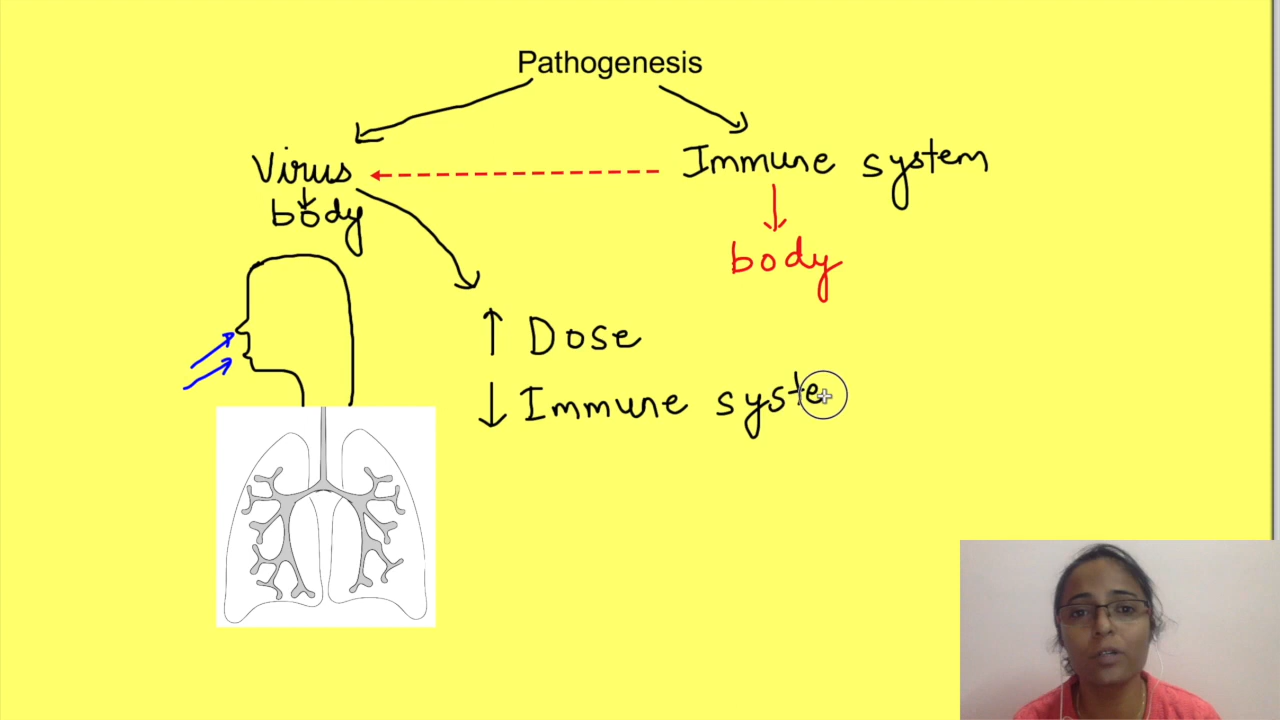 Pathogenesis
Virus
Immune system
body
body
↑ Dose
↓ Immune syste